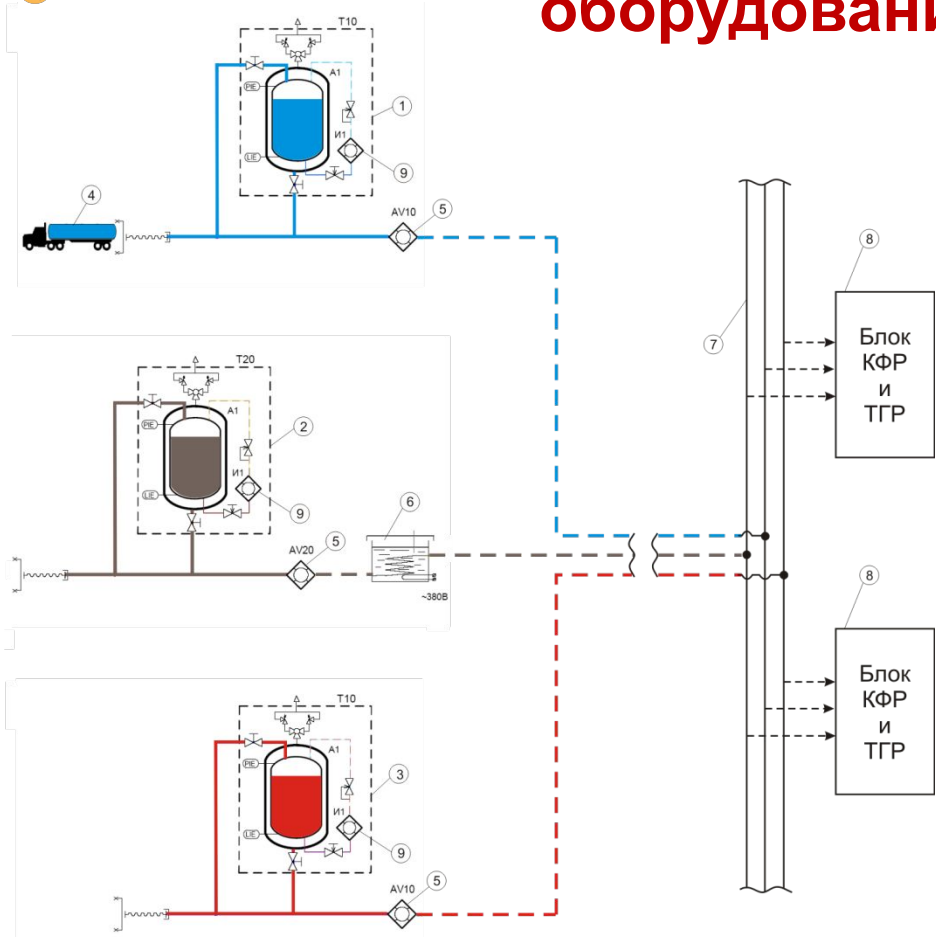 оборудовани
T10
A1
PIE
1
И1
LIE
9
4
AV10
5
8
Блок
КФР
и
ТГР
7
T20
A1
PIE
2
И1
LIE
9
6
AV20
5
~380В
8
Блок
КФР
и
ТГР
T10
A1
PIE
3
И1
LIE
9
AV10
5